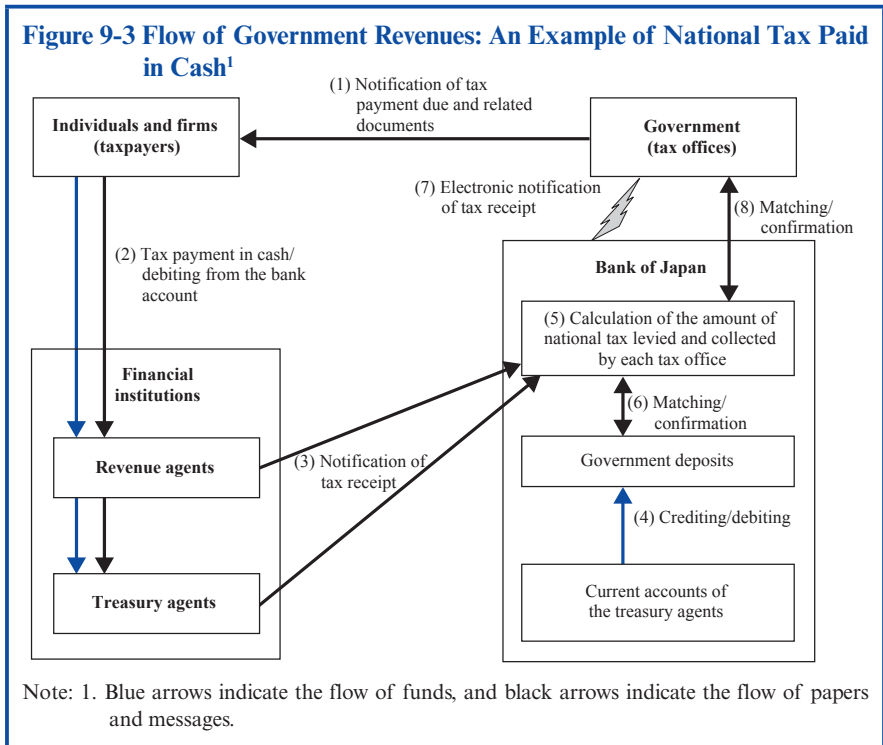 Figure 9-3 Flow of Government Revenues: An Example of National Tax Paid
in Cash1
(1) Notification of tax
payment due and related
documents
Individuals and firms
(taxpayers)
Government
(tax offices)
(7) Electronic notification
of tax receipt
(8) Matching/
confirmation
(2) Tax payment in cash/
debiting from the bank
account
Bank of Japan
(5) Calculation of the amount of
national tax levied and collected
by each tax office
Financial
institutions
(6) Matching/
confirmation
Revenue agents
(3) Notification of
tax receipt
Government deposits
(4) Crediting/debiting
Treasury agents
Current accounts of
the treasury agents
Note: 1. Blue arrows indicate the flow of funds, and black arrows indicate the flow of papers
and messages.